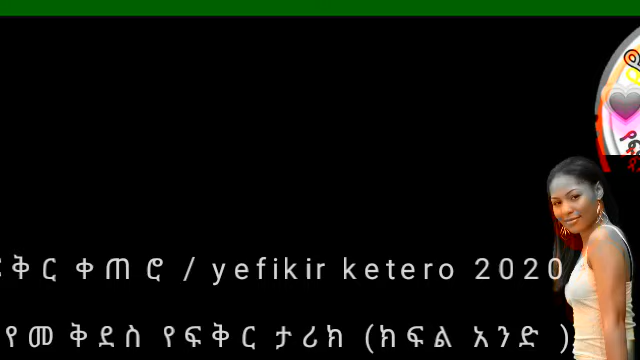 ቅር ቀጠሮ / yefikir ketero 2020
የመቅደስ የፍቅር ታሪክ (ክፍል አንድ )